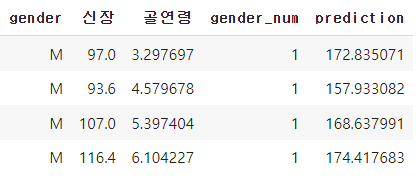 gender 신장 골연령 gender_num prediction
M 97.0 3.297697 1 172.835071
M 93.6 4.579678 1 157.933082
M 107.0 5.397404 1 168.637991
M 116.4 6.104227 1 174.417683